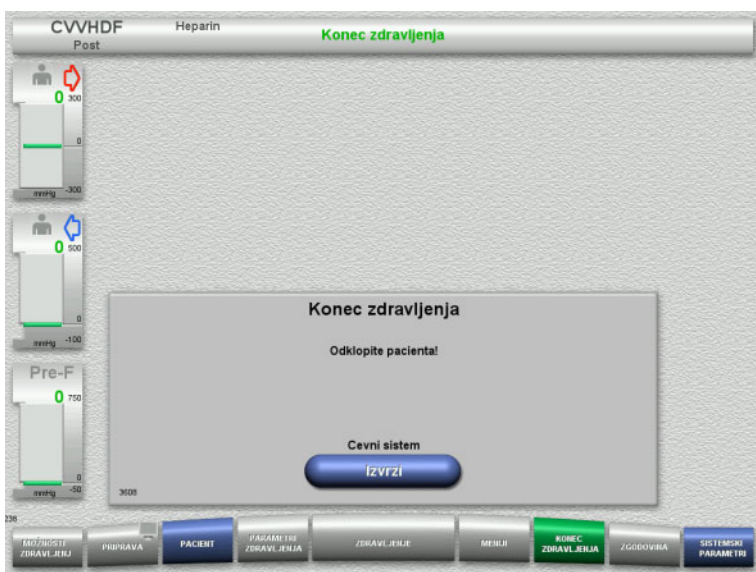 CVVHDF
Heparin
Konec zdravljenja
Post
0
300
0
mmHg
-300
0
500
0
mmHg
-100
Pre-F
0
750
0
mmHg
-50
Konec zdravljenja
Odklopite pacienta!
Cevni sistem
Izvrzi
3608
236
MOŽNOSTI
ZDRAVLJENJ
PRIPRAVA
PACIENT
PARAMETRI
ZDRAVLJENJA
ZDRAVLJENJE
MENIJI
KONEC
ZDRAVLJENJA
ZGODOVINA
SISTEMSKI
PARAMETRI